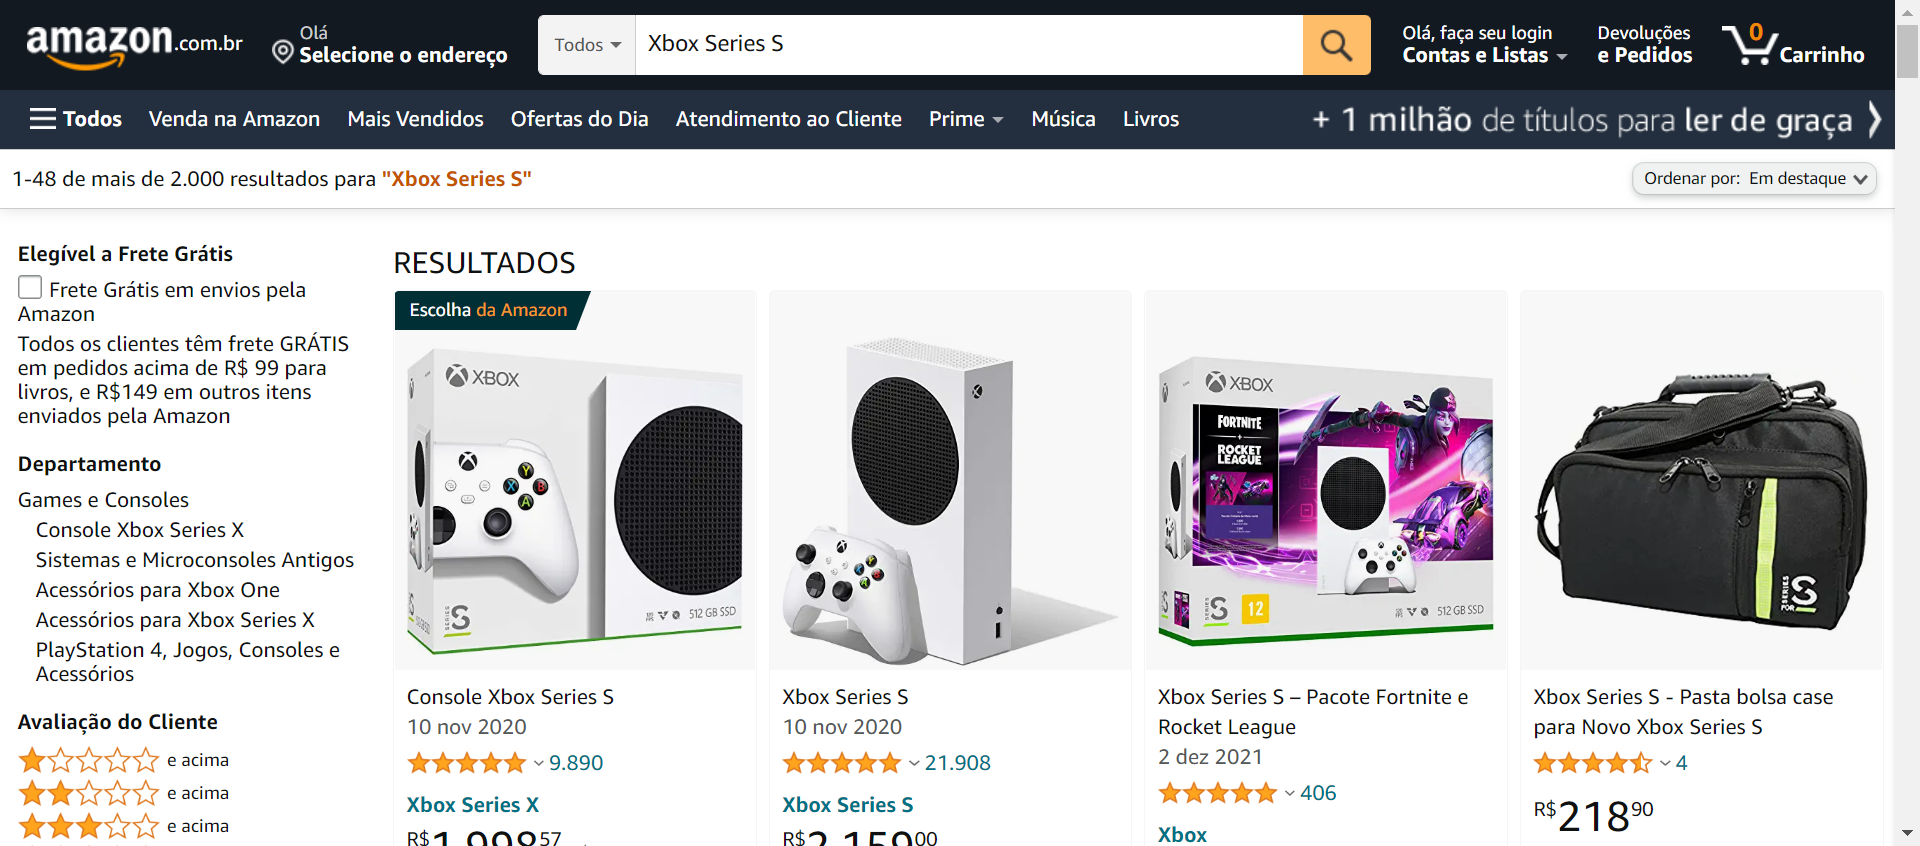 amazon.com.br
Olá
Selecione o endereço
Todos
Xbox Series S
Olá, faça seu login
Contas e Listas
Devoluções
e Pedidos
0
Carrinho
Todos
Venda na Amazon
Mais Vendidos
Ofertas do Dia
Atendimento ao Cliente
Prime
Música
Livros
+ 1 milhão de títulos para ler de graça
1-48 de mais de 2.000 resultados para "Xbox Series S"
Ordenar por: Em destaque
Elegível a Frete Grátis
Frete Grátis em envios pela
Amazon
Todos os clientes têm frete GRÁTIS
em pedidos acima de R$ 99 para
livros, e R$149 em outros itens
enviados pela Amazon
Departamento
Games e Consoles
Console Xbox Series X
Sistemas e Microconsoles Antigos
Acessórios para Xbox One
Acessórios para Xbox Series X
PlayStation 4, Jogos, Consoles e
Acessórios
Avaliação do Cliente
e acima
e acima
e acima
RESULTADOS
Escolha da Amazon
XBOX
Y
X
B
A
SERIES S
512 GB SSD
Console Xbox Series S
10 nov 2020
9.890
Xbox Series X
R$1.99857
Xbox Series S
10 nov 2020
21.908
Xbox Series S
R$2.15900
XBOX
FORTNITE
+
ROCKET
LEAGUE
SERIES S
12
512 GB SSD
Xbox Series S – Pacote Fortnite e
Rocket League
2 dez 2021
406
Xbox
FOR
SERIES
S
Xbox Series S - Pasta bolsa case
para Novo Xbox Series S
4
R$21890